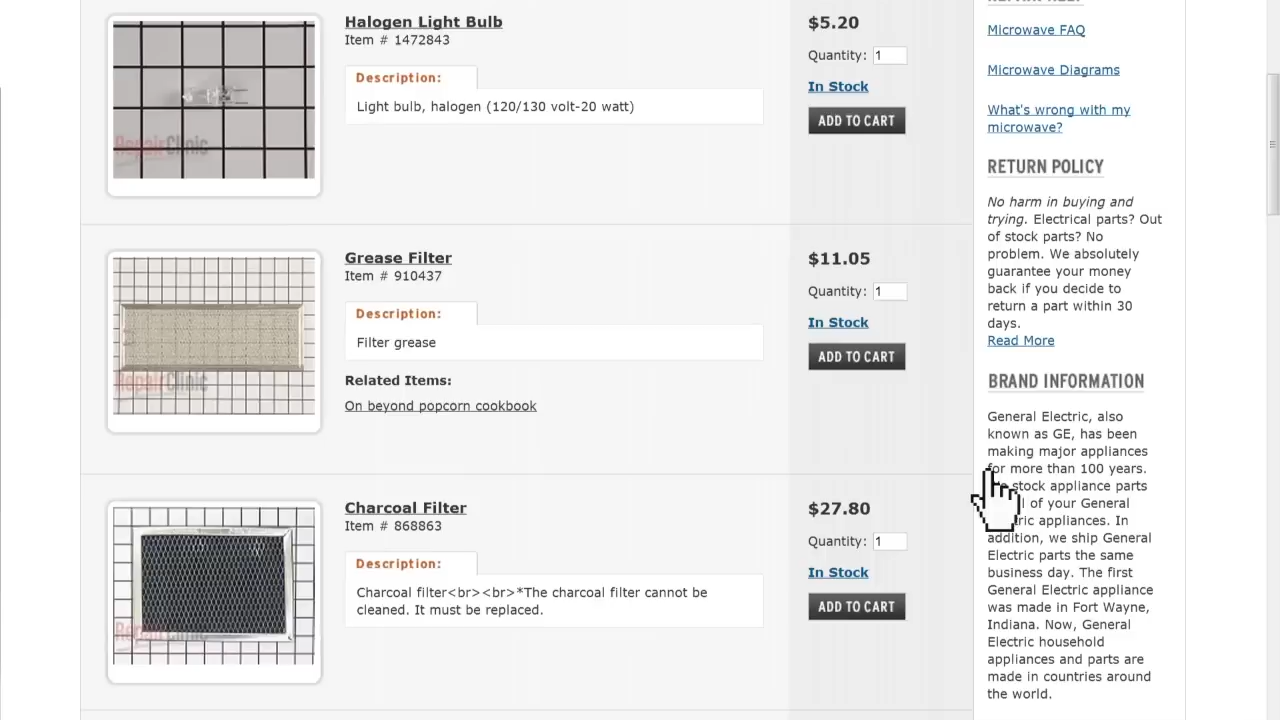 Halogen Light Bulb
Item # 1472843
Description:
Light bulb, halogen (120/130 volt-20 watt)
RepairClinic
$5.20
Quantity: 1
In Stock
ADD TO CART
Grease Filter
Item # 910437
Description:
Filter grease
Related Items:
On beyond popcorn cookbook
RepairClinic
$11.05
Quantity: 1
In Stock
ADD TO CART
Charcoal Filter
Item # 868863
Description:
Charcoal filter<br><br>*The charcoal filter cannot be
cleaned. It must be replaced.
RepairClinic
$27.80
Quantity: 1
In Stock
ADD TO CART
Microwave FAQ
Microwave Diagrams
What's wrong with my
microwave?
RETURN POLICY
No harm in buying and
trying. Electrical parts? Out
of stock parts? No
problem. We absolutely
guarantee your money
back if you decide to
return a part within 30
days.
Read More
BRAND INFORMATION
General Electric, also
known as GE, has been
making major appliances
for more than 100 years.
stock appliance parts
of your General
appliances. In
addition, we ship General
Electric parts the same
business day. The first
General Electric appliance
was made in Fort Wayne,
Indiana. Now, General
Electric household
appliances and parts are
made in countries around
the world.